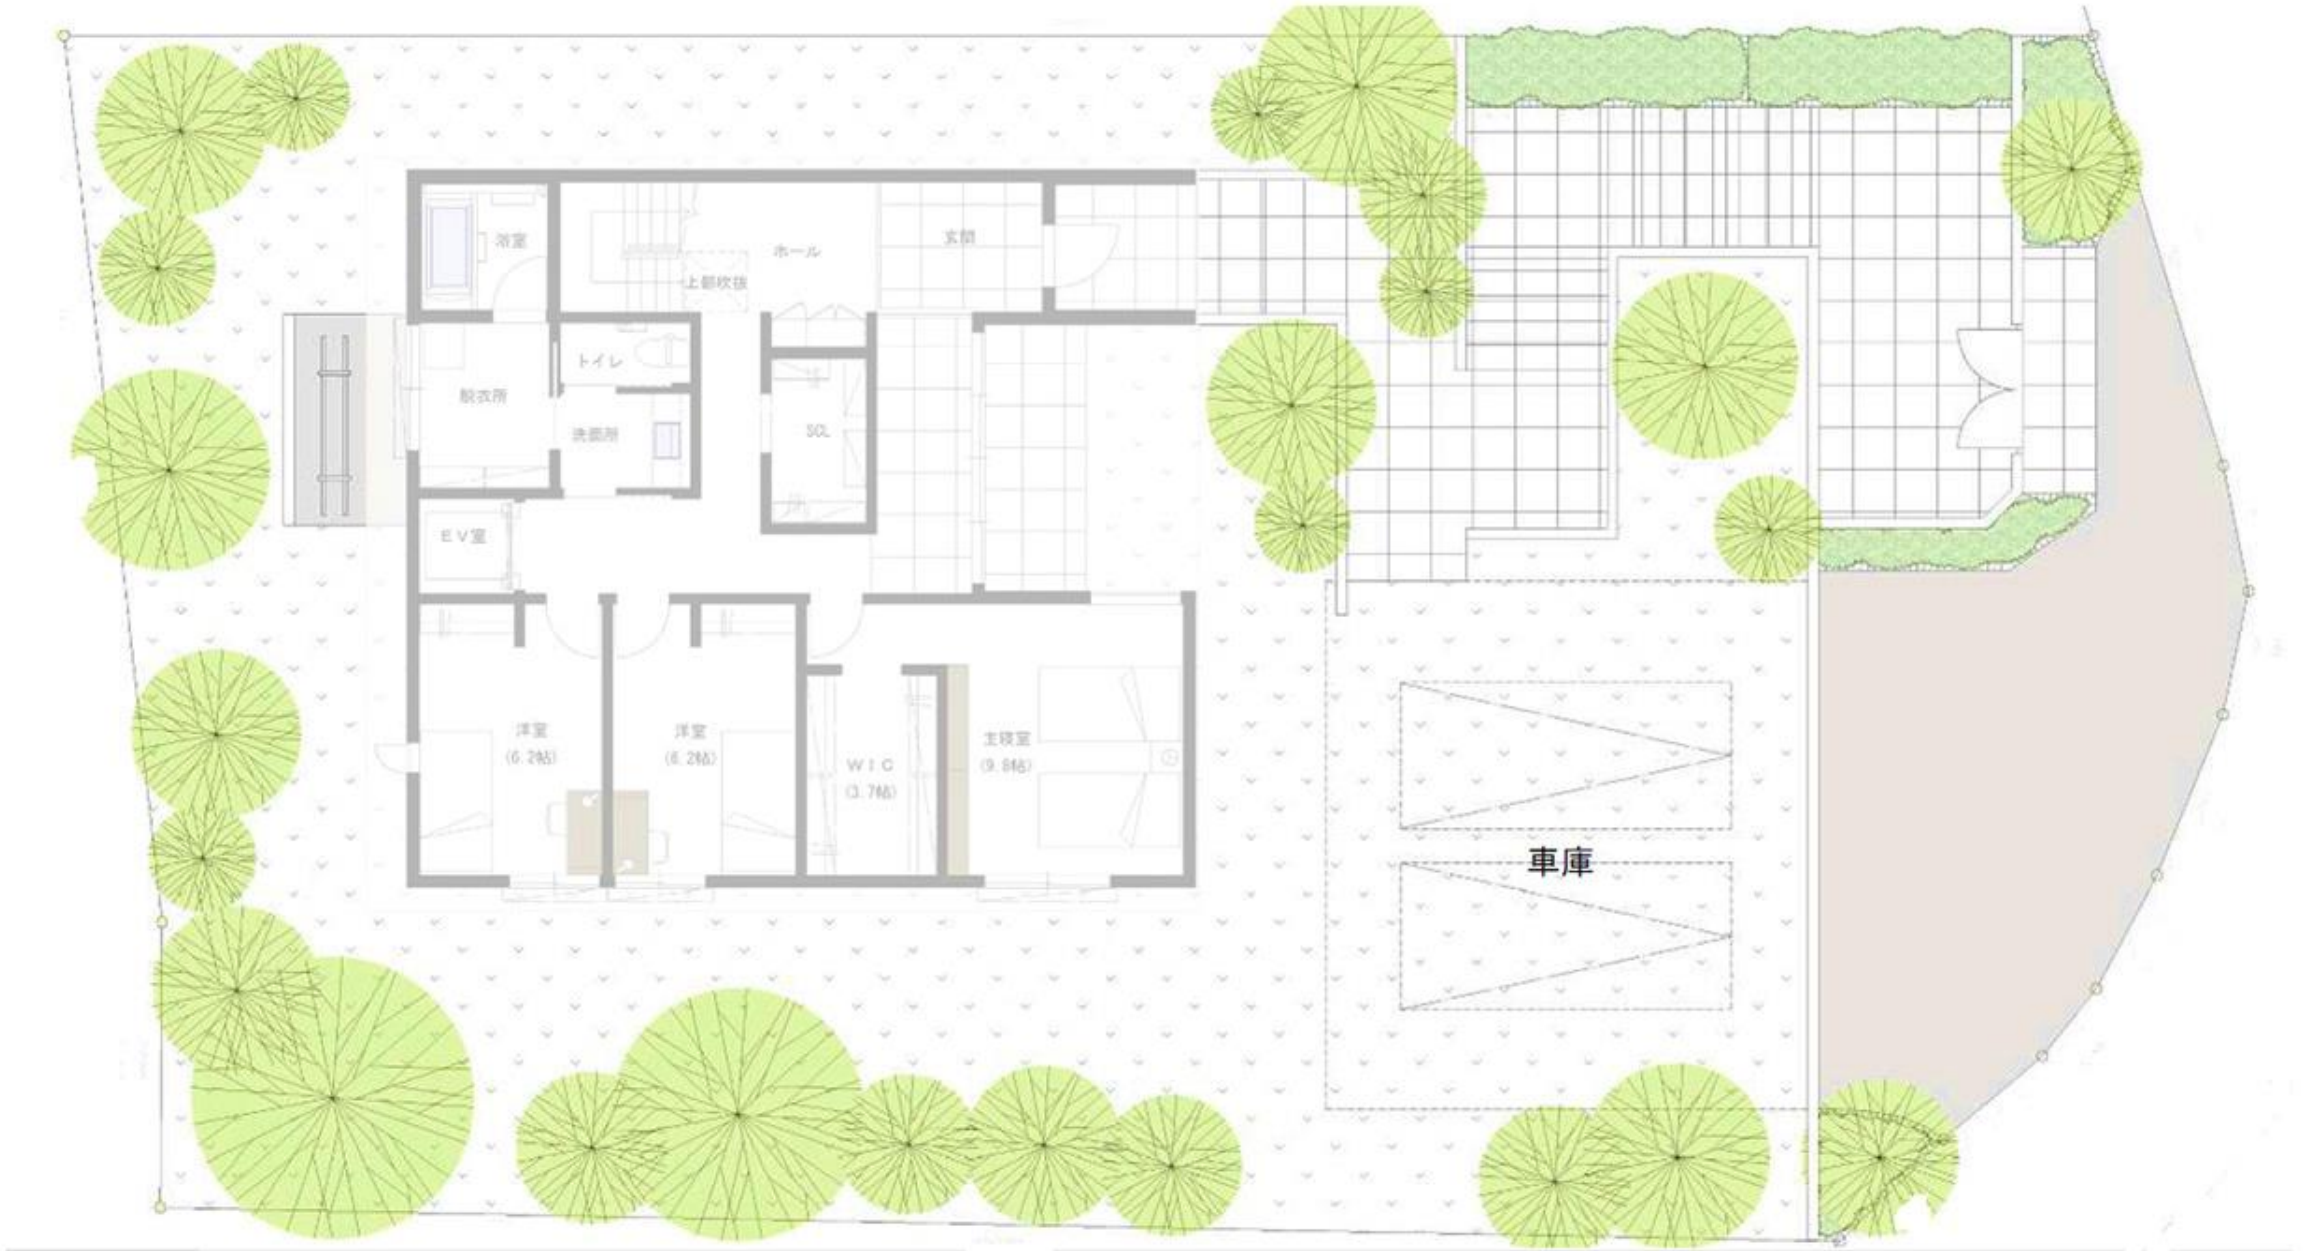 浴室
ホール
玄関
上部吹抜
トイレ
脱衣所
洗面所
SCL
EV室
洋室
(6.2帖)
洋室
(6.2帖)
WIC
(3.7帖)
主寝室
(9.8帖)
車庫